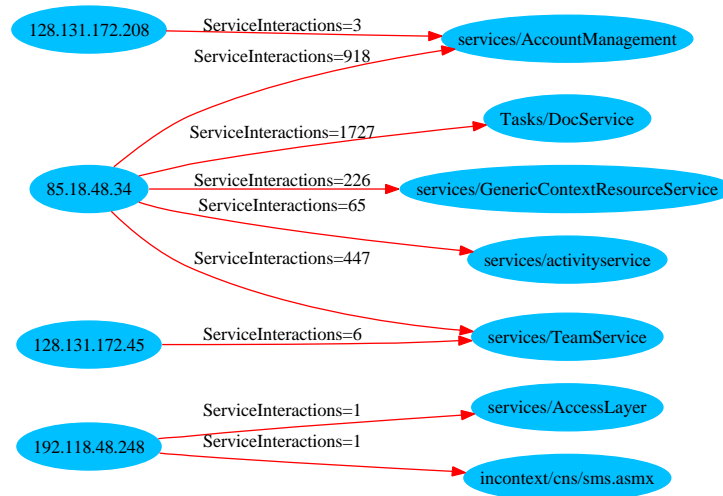 128.131.172.208
ServiceInteractions=3
services/AccountManagement
ServiceInteractions=918
Tasks/DocService
ServiceInteractions=1727
85.18.48.34
ServiceInteractions=226
services/GenericContextResourceService
ServiceInteractions=65
services/activityservice
ServiceInteractions=447
128.131.172.45
ServiceInteractions=6
services/TeamService
ServiceInteractions=1
services/AccessLayer
192.118.48.248
ServiceInteractions=1
incontext/cns/sms.asmx